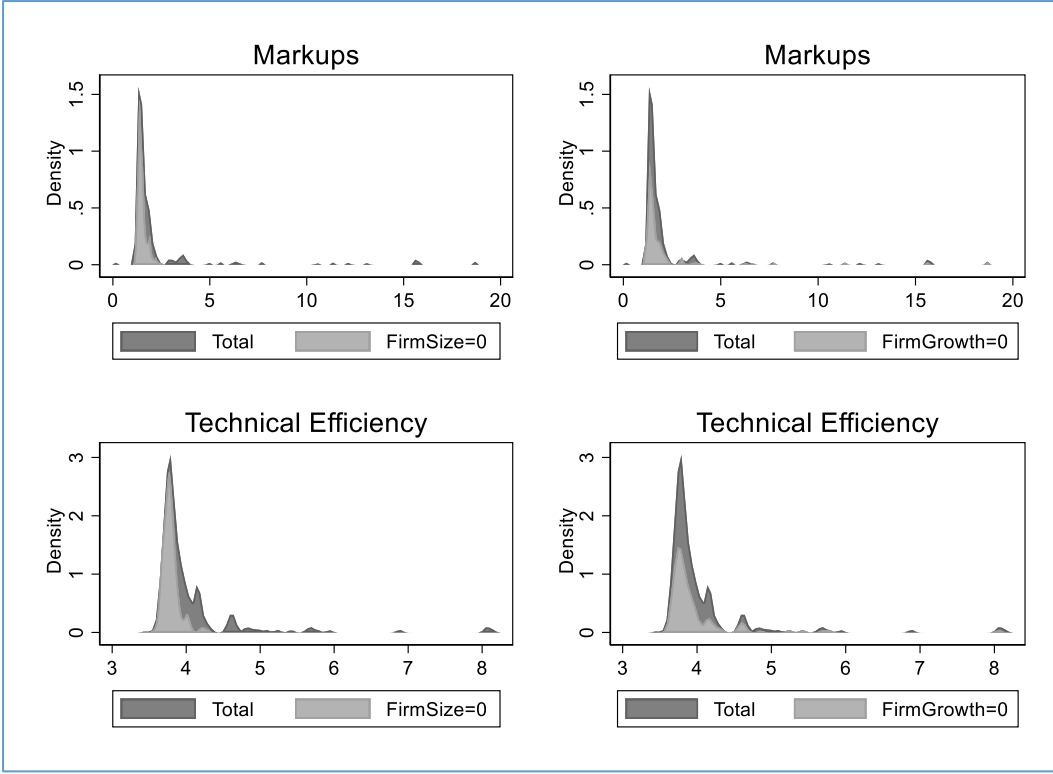 Markups
Density
0 .5 1 1.5
0 5 10 15 20
Total FirmSize=0
Markups
Density
0 .5 1 1.5
0 5 10 15 20
Total FirmGrowth=0
Technical Efficiency
Density
0 1 2 3
3 4 5 6 7 8
Total FirmSize=0
Technical Efficiency
Density
0 1 2 3
3 4 5 6 7 8
Total FirmGrowth=0